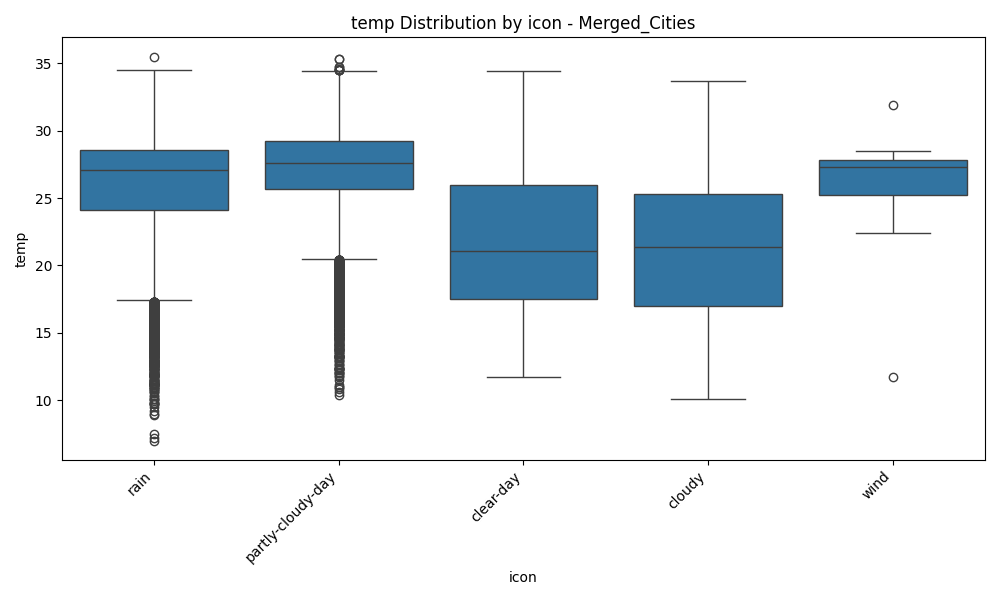 temp Distribution by icon - Merged_Cities
temp
35
30
25
20
15
10
rain
partly-cloudy-day
clear-day
cloudy
wind
icon